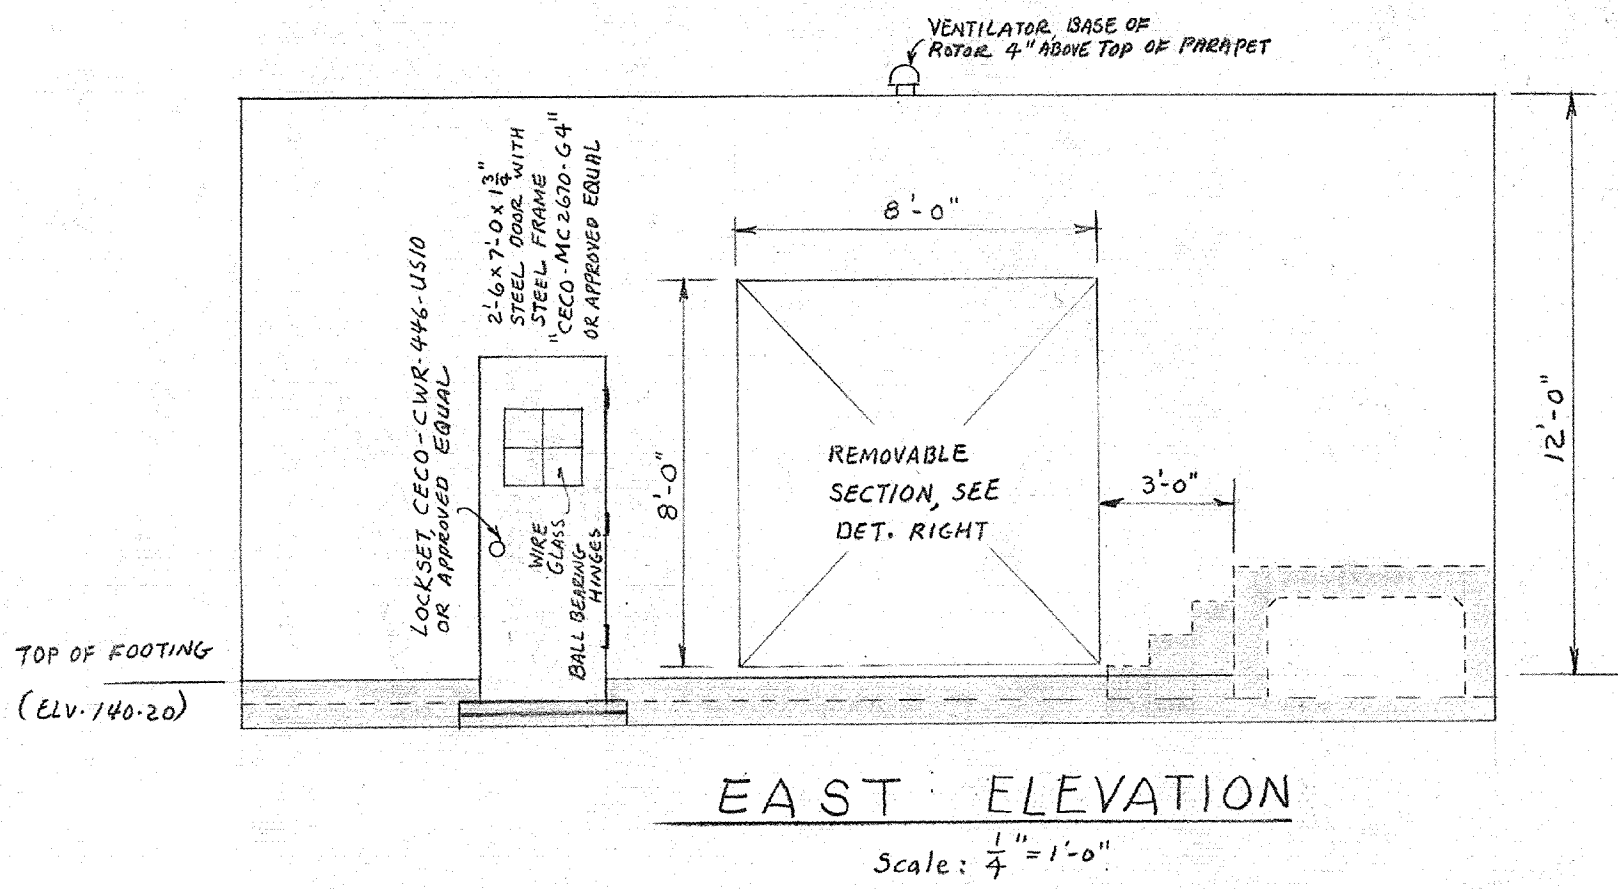 VENTILATOR, BASE OF
ROTOR 4" ABOVE TOP OF PARAPET
2'-6 x 7'-0 x 1 3/4"
STEEL DOOR WITH
STEEL FRAME
"CECO-MC2670-G4"
OR APPROVED EQUAL
LOCKSET, CECO-CWR-446-US10
OR APPROVED EQUAL
8'-0"
8'-0"
REMOVABLE
SECTION, SEE
DET. RIGHT
3'-0"
12'-0"
WIRE
GLASS
BALL BEARING
HINGES
TOP OF FOOTING
(ELV. 140.20)
EAST ELEVATION
Scale: 1/4" = 1'-0"